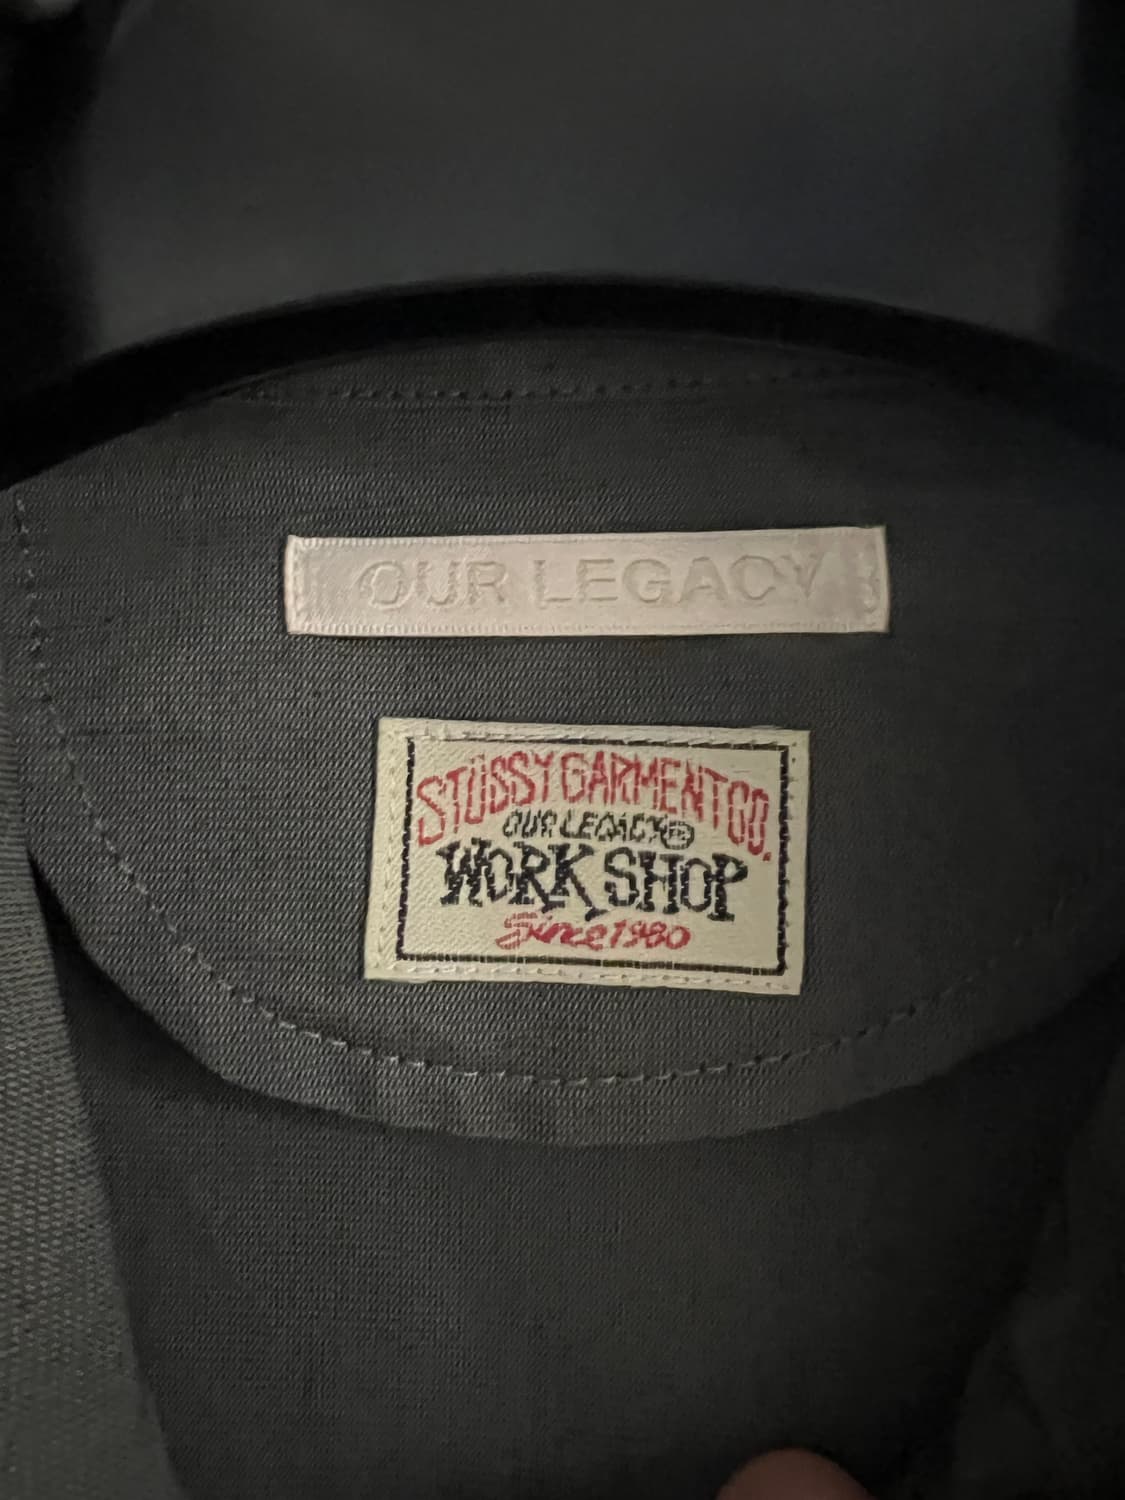 OUR LEGACY
STÜSSY GARMENT CO.
OUR LEGACY®
WORK SHOP
Since 1980